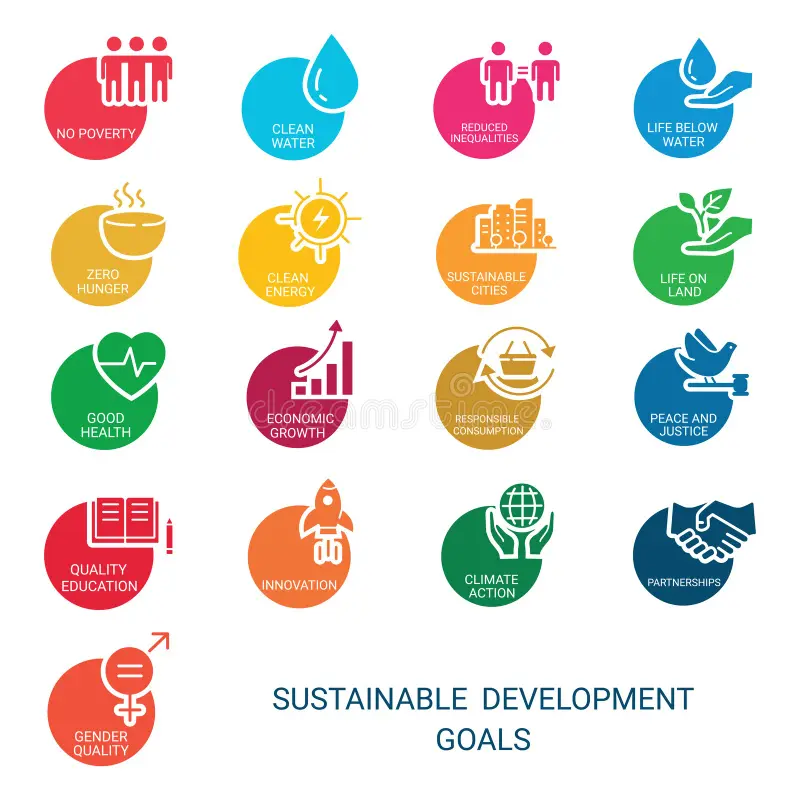 NO POVERTY
CLEAN
WATER
REDUCED
INEQUALITIES
LIFE BELOW
WATER
ZERO
HUNGER
CLEAN
ENERGY
SUSTAINABLE
CITIES
LIFE ON
LAND
GOOD
HEALTH
ECONOMIC
GROWTH
RESPONSIBLE
CONSUMPTION
PEACE AND
JUSTICE
QUALITY
EDUCATION
INNOVATION
CLIMATE
ACTION
PARTNERSHIPS
GENDER
QUALITY
SUSTAINABLE DEVELOPMENT
GOALS
dreamstime.com